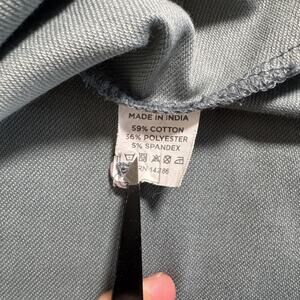 MADE IN INDIA
59% COTTON
36% POLYESTER
5% SPANDEX